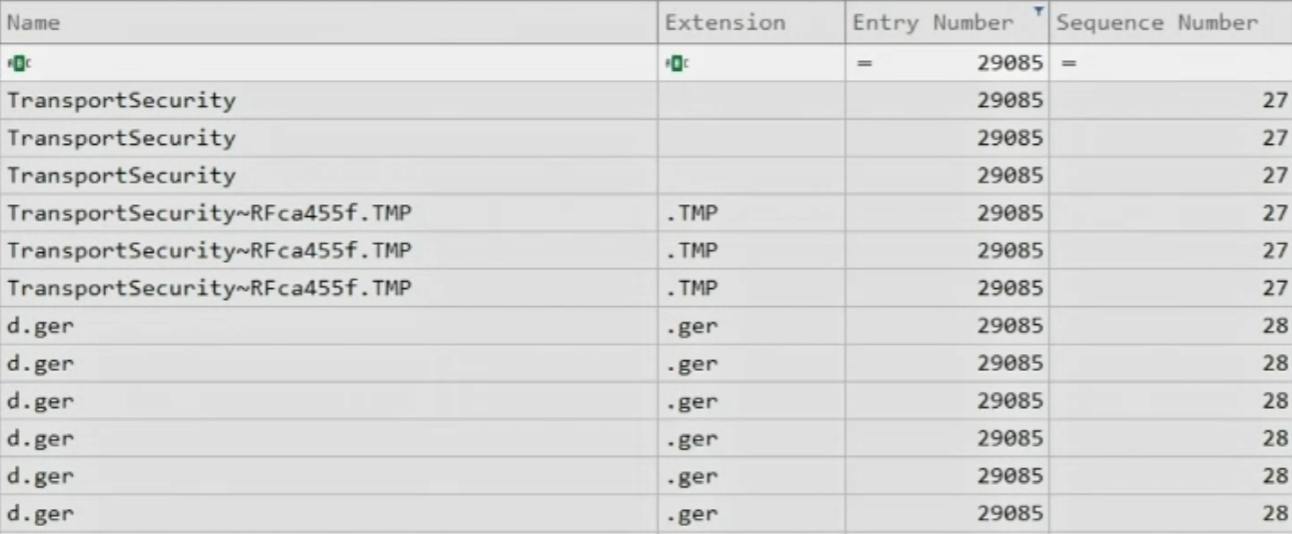 Name Extension Entry Number Sequence Number
= 29085 =
TransportSecurity 29085 27
TransportSecurity 29085 27
TransportSecurity 29085 27
TransportSecurity~RFca455f.TMP .TMP 29085 27
TransportSecurity~RFca455f.TMP .TMP 29085 27
TransportSecurity~RFca455f.TMP .TMP 29085 27
d.ger .ger 29085 28
d.ger .ger 29085 28
d.ger .ger 29085 28
d.ger .ger 29085 28
d.ger .ger 29085 28
d.ger .ger 29085 28